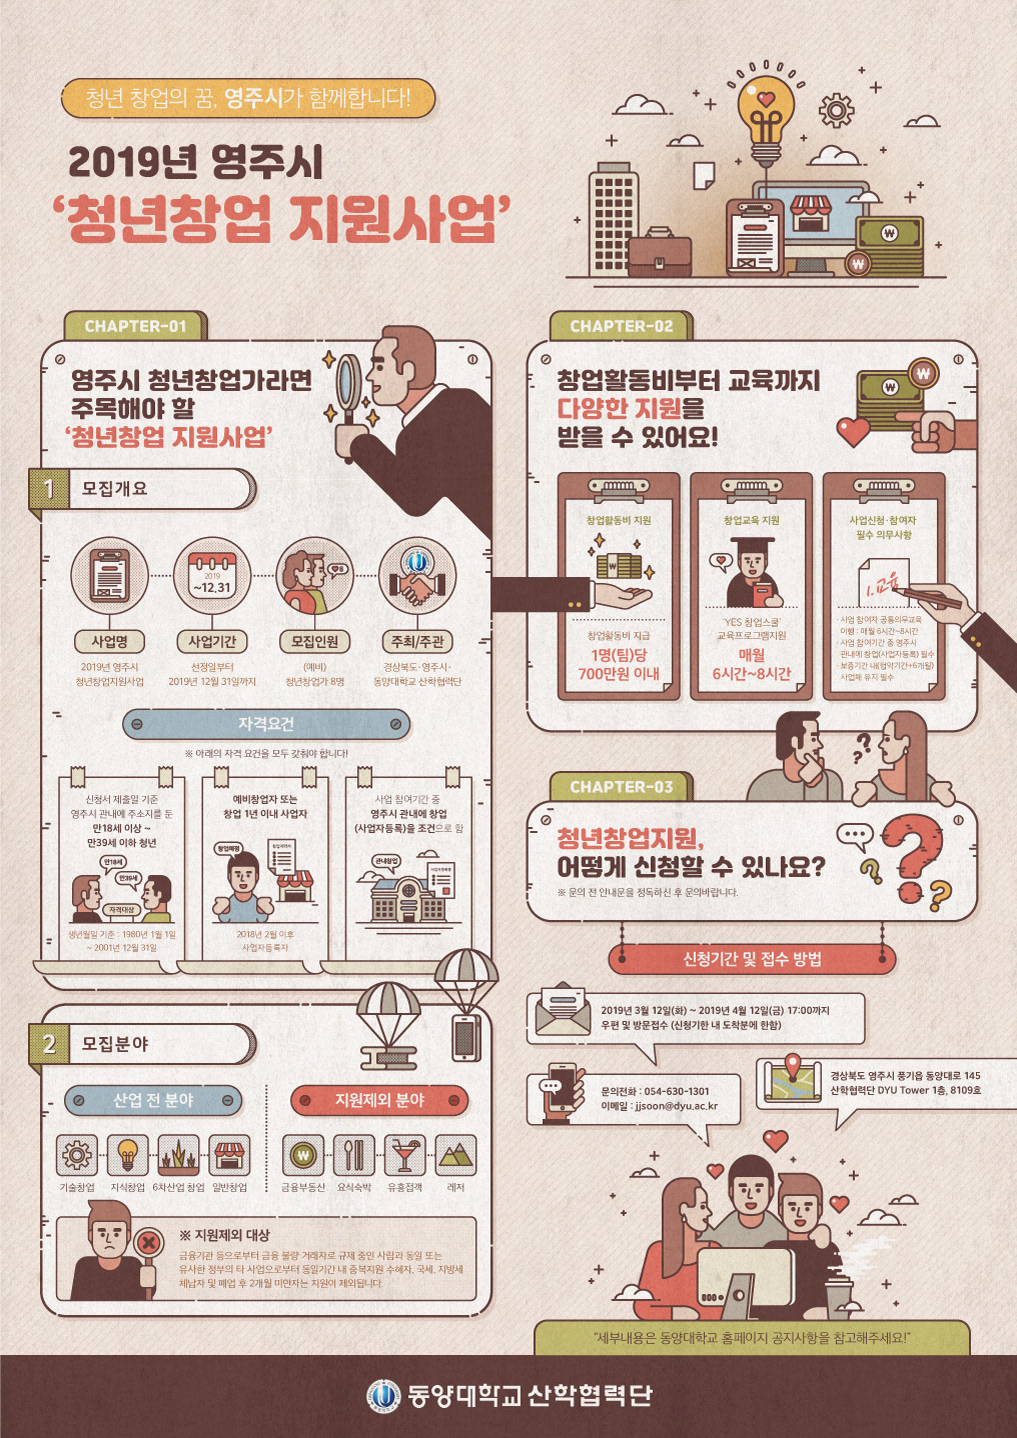 청년 창업의 꿈, 영주시가 함께합니다!
2019년 영주시
‘청년창업 지원사업’
CHAPTER-01
영주시 청년창업가라면
주목해야 할
‘청년창업 지원사업’
1 모집개요
2019
~12.31
8
사업명
사업기간
모집인원
주최/주관
2019년 영주시
청년창업지원사업
선정일부터
2019년 12월 31일까지
(예비)
청년창업가 8명
경상북도·영주시·
동양대학교 산학협력단
자격요건
※ 아래의 자격 요건을 모두 갖춰야 합니다!
신청서 제출일 기준
영주시 관내에 주소지를 둔
만18세 이상 ~
만39세 이하 청년
만18세
만39세
자격대상
생년월일 기준 : 1980년 1월 1일
~ 2001년 12월 31일
예비창업자 또는
창업 1년 이내 사업자
창업예정
2018년 2월 이후
사업자등록자
사업 참여기간 중
영주시 관내에 창업
(사업자등록)을 조건으로 함
관내창업
2 모집분야
산업 전 분야
지원제외 분야
기술창업
지식창업
6차산업 창업
일반창업
금융부동산
요식숙박
유흥접객
레저
※ 지원제외 대상
금융기관 등으로부터 금융 불량 거래자로 규제 중인 사람과 동일 또는
유사한 정부의 타 사업으로부터 동일기간 내 중복지원 수혜자, 국세, 지방세
체납자 및 폐업 후 2개월 미만자는 지원이 제외됩니다.
CHAPTER-02
창업활동비부터 교육까지
다양한 지원을
받을 수 있어요!
창업활동비 지원
창업활동비 지급
1명(팀)당
700만원 이내
창업교육 지원
‘YES 창업스쿨’
교육프로그램지원
매월
6시간~8시간
사업신청·참여자
필수 의무사항
1.교육
· 사업 참여자 공통의무교육
이행 : 매월 6시간~8시간
· 사업 참여기간 중 영주시
관내에 창업(사업자등록) 필수
· 보증기간 내(협약기간+6개월)
사업체 유지 필수
CHAPTER-03
청년창업지원,
어떻게 신청할 수 있나요?
※ 문의 전 안내문을 정독하신 후 문의바랍니다.
신청기간 및 접수 방법
2019년 3월 12일(화) ~ 2019년 4월 12일(금) 17:00까지
우편 및 방문접수 (신청기한 내 도착분에 한함)
문의전화 : 054-630-1301
이메일 : jjsoon@dyu.ac.kr
경상북도 영주시 풍기읍 동양대로 145
산학협력단 DYU Tower 1층, 8109호
“세부내용은 동양대학교 홈페이지 공지사항을 참고해주세요!”
동양대학교 산학협력단